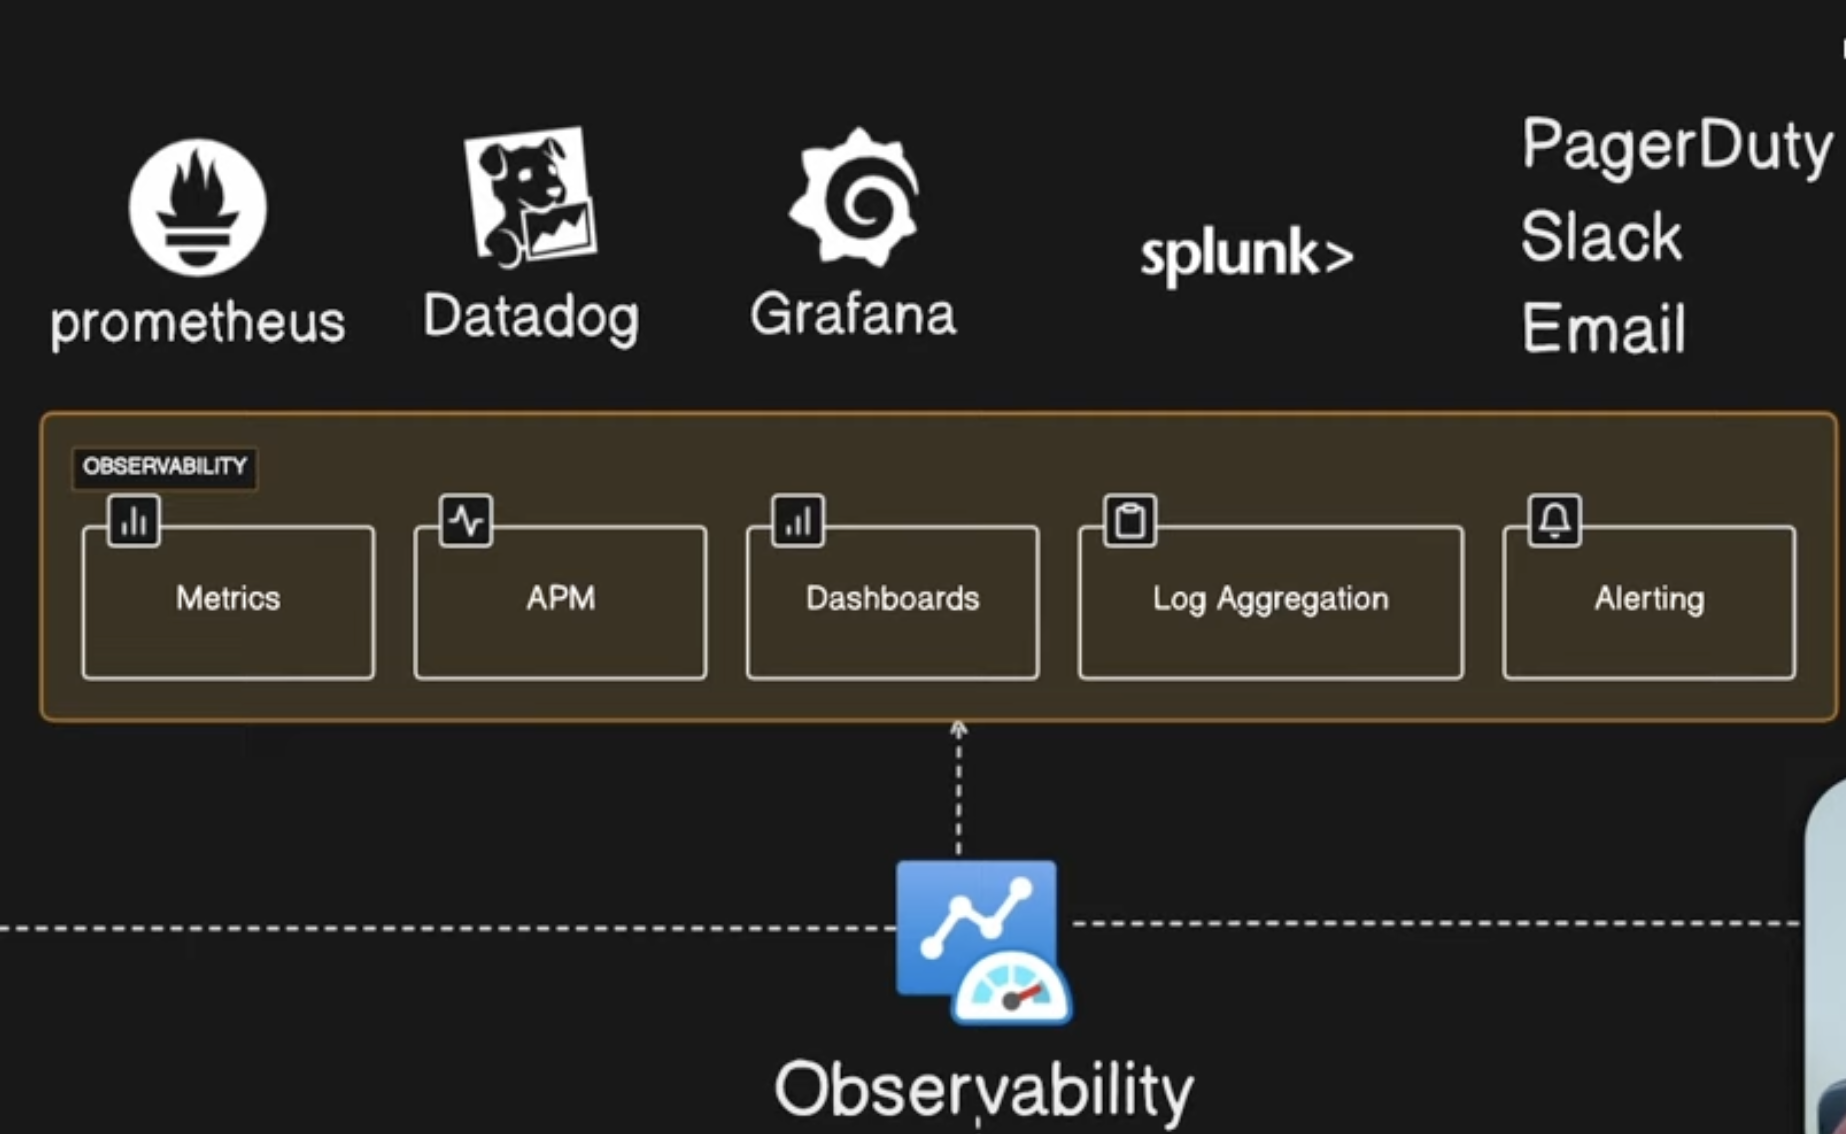 PagerDuty
Slack
Email
splunk>
prometheus
Datadog
Grafana
OBSERVABILITY
Metrics
APM
Dashboards
Log Aggregation
Alerting
Observability